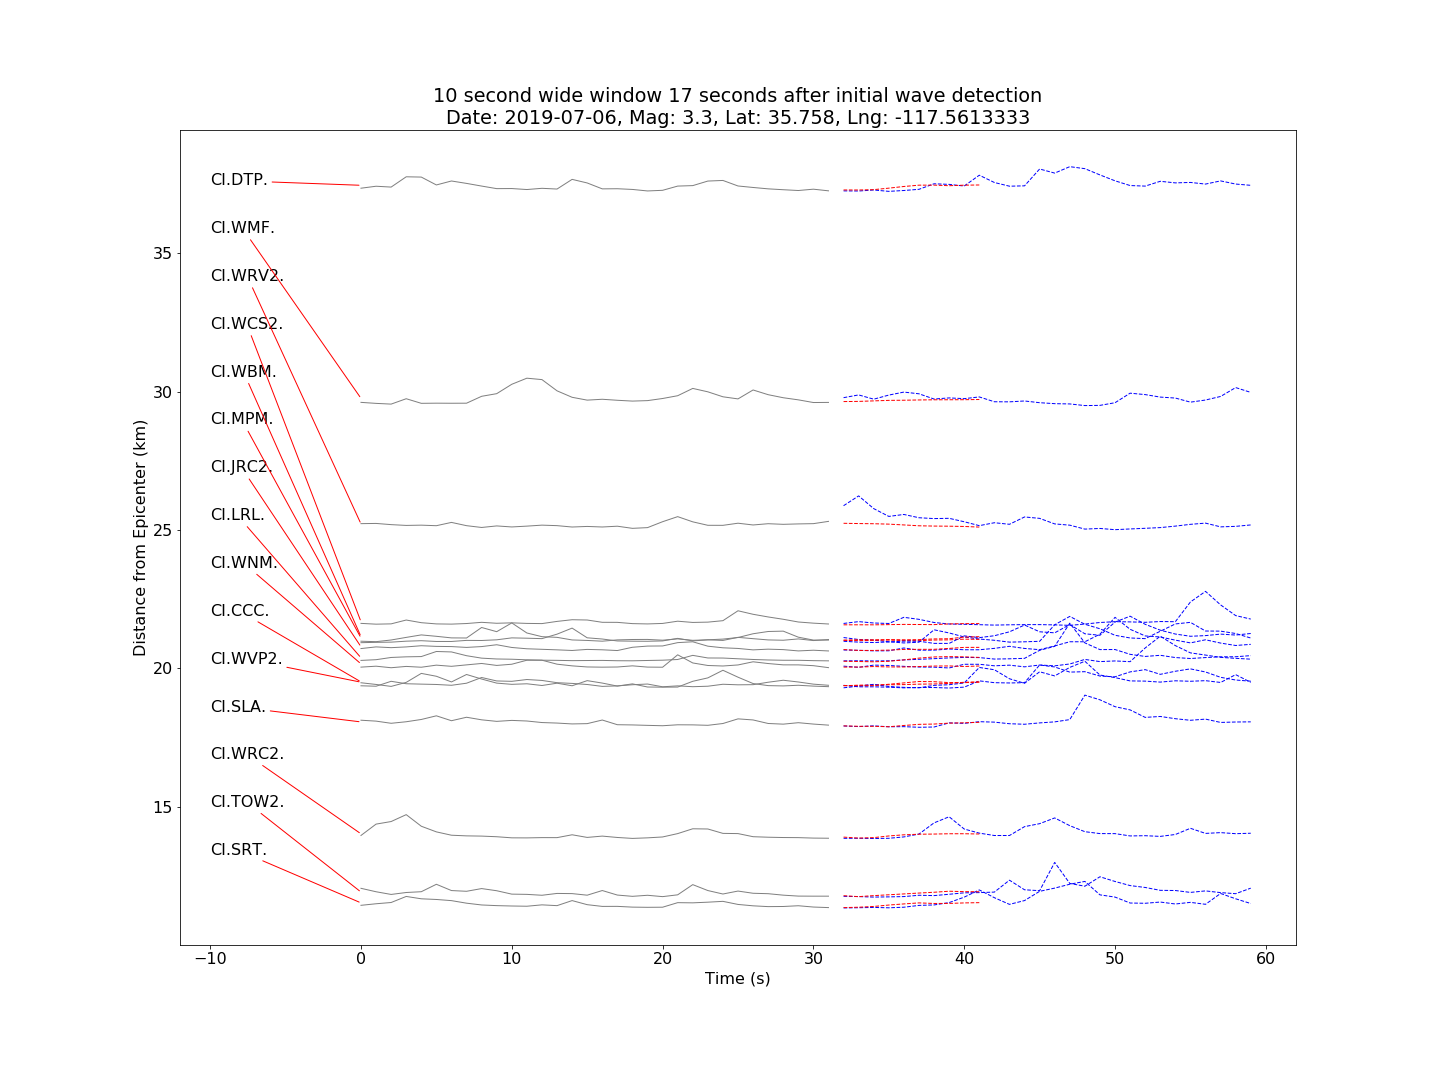 10 second wide window 17 seconds after initial wave detection
Date: 2019-07-06, Mag: 3.3, Lat: 35.758, Lng: -117.5613333
CI.DTP.
CI.WMF.
35
CI.WRV2.
CI.WCS2.
CI.WBM.
30
CI.MPM.
CI.JRC2.
CI.LRL.
25
CI.WNM.
CI.CCC.
CI.WVP2.
20
CI.SLA.
CI.WRC2.
CI.TOW2.
15
CI.SRT.
Distance from Epicenter (km)
−10 0 10 20 30 40 50 60
Time (s)